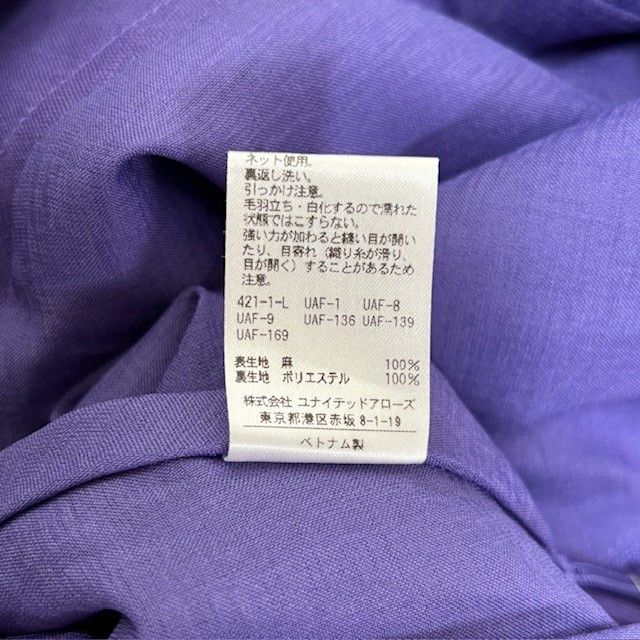 ネット使用。
裏返し洗い。
引っかけ注意。
毛羽立ち・白化するので濡れた
状態ではこすらない。
強い力が加わると縫い目が開い
たり、目寄れ（織り糸が滑り、
目が開く）することがあるため
注意。
421-1-L UAF-1 UAF-8
UAF-9 UAF-136 UAF-139
UAF-169
表生地 麻 100%
裏生地 ポリエステル 100%
株式会社 ユナイテッドアローズ
東京都港区赤坂 8-1-19
ベトナム製